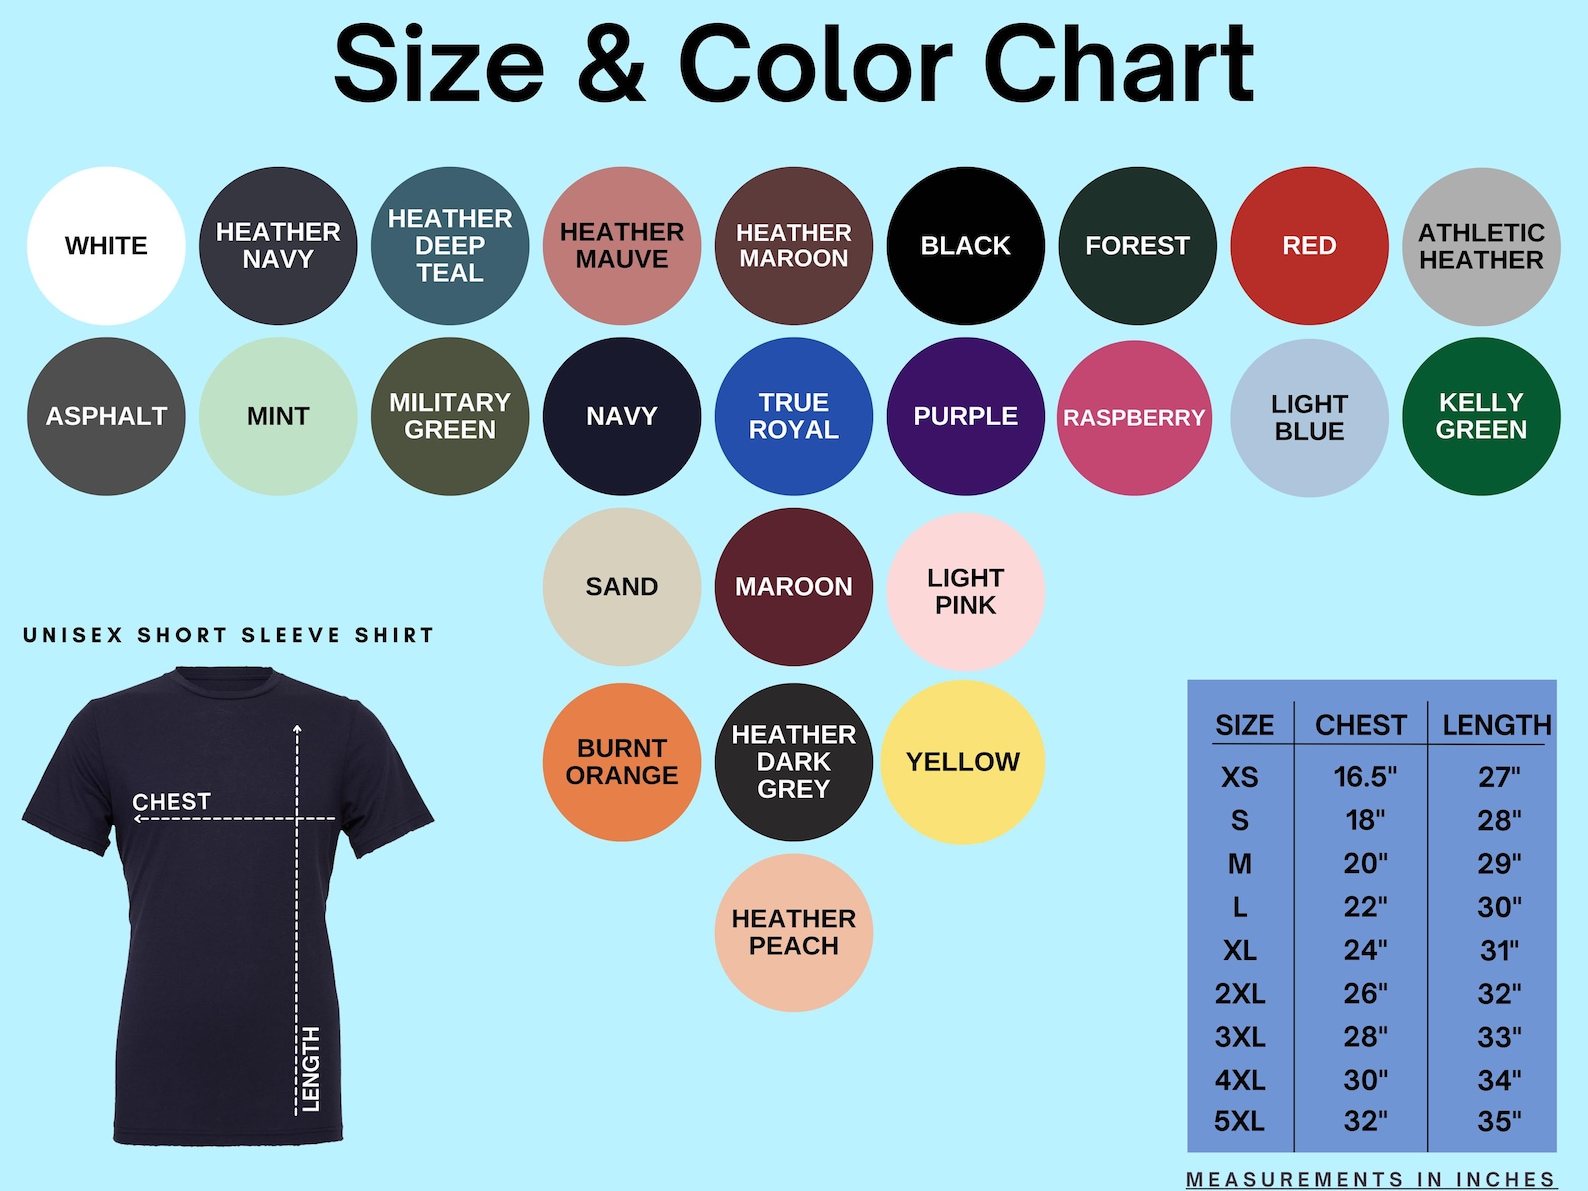 Size & Color Chart
WHITE
HEATHER
NAVY
HEATHER
DEEP
TEAL
HEATHER
MAUVE
HEATHER
MAROON
BLACK
FOREST
RED
ATHLETIC
HEATHER
ASPHALT
MINT
MILITARY
GREEN
NAVY
TRUE
ROYAL
PURPLE
RASPBERRY
LIGHT
BLUE
KELLY
GREEN
SAND
MAROON
LIGHT
PINK
BURNT
ORANGE
HEATHER
DARK
GREY
YELLOW
HEATHER
PEACH
UNISEX SHORT SLEEVE SHIRT
CHEST
LENGTH
SIZE CHEST LENGTH
XS 16.5" 27"
S 18" 28"
M 20" 29"
L 22" 30"
XL 24" 31"
2XL 26" 32"
3XL 28" 33"
4XL 30" 34"
5XL 32" 35"
MEASUREMENTS IN INCHES